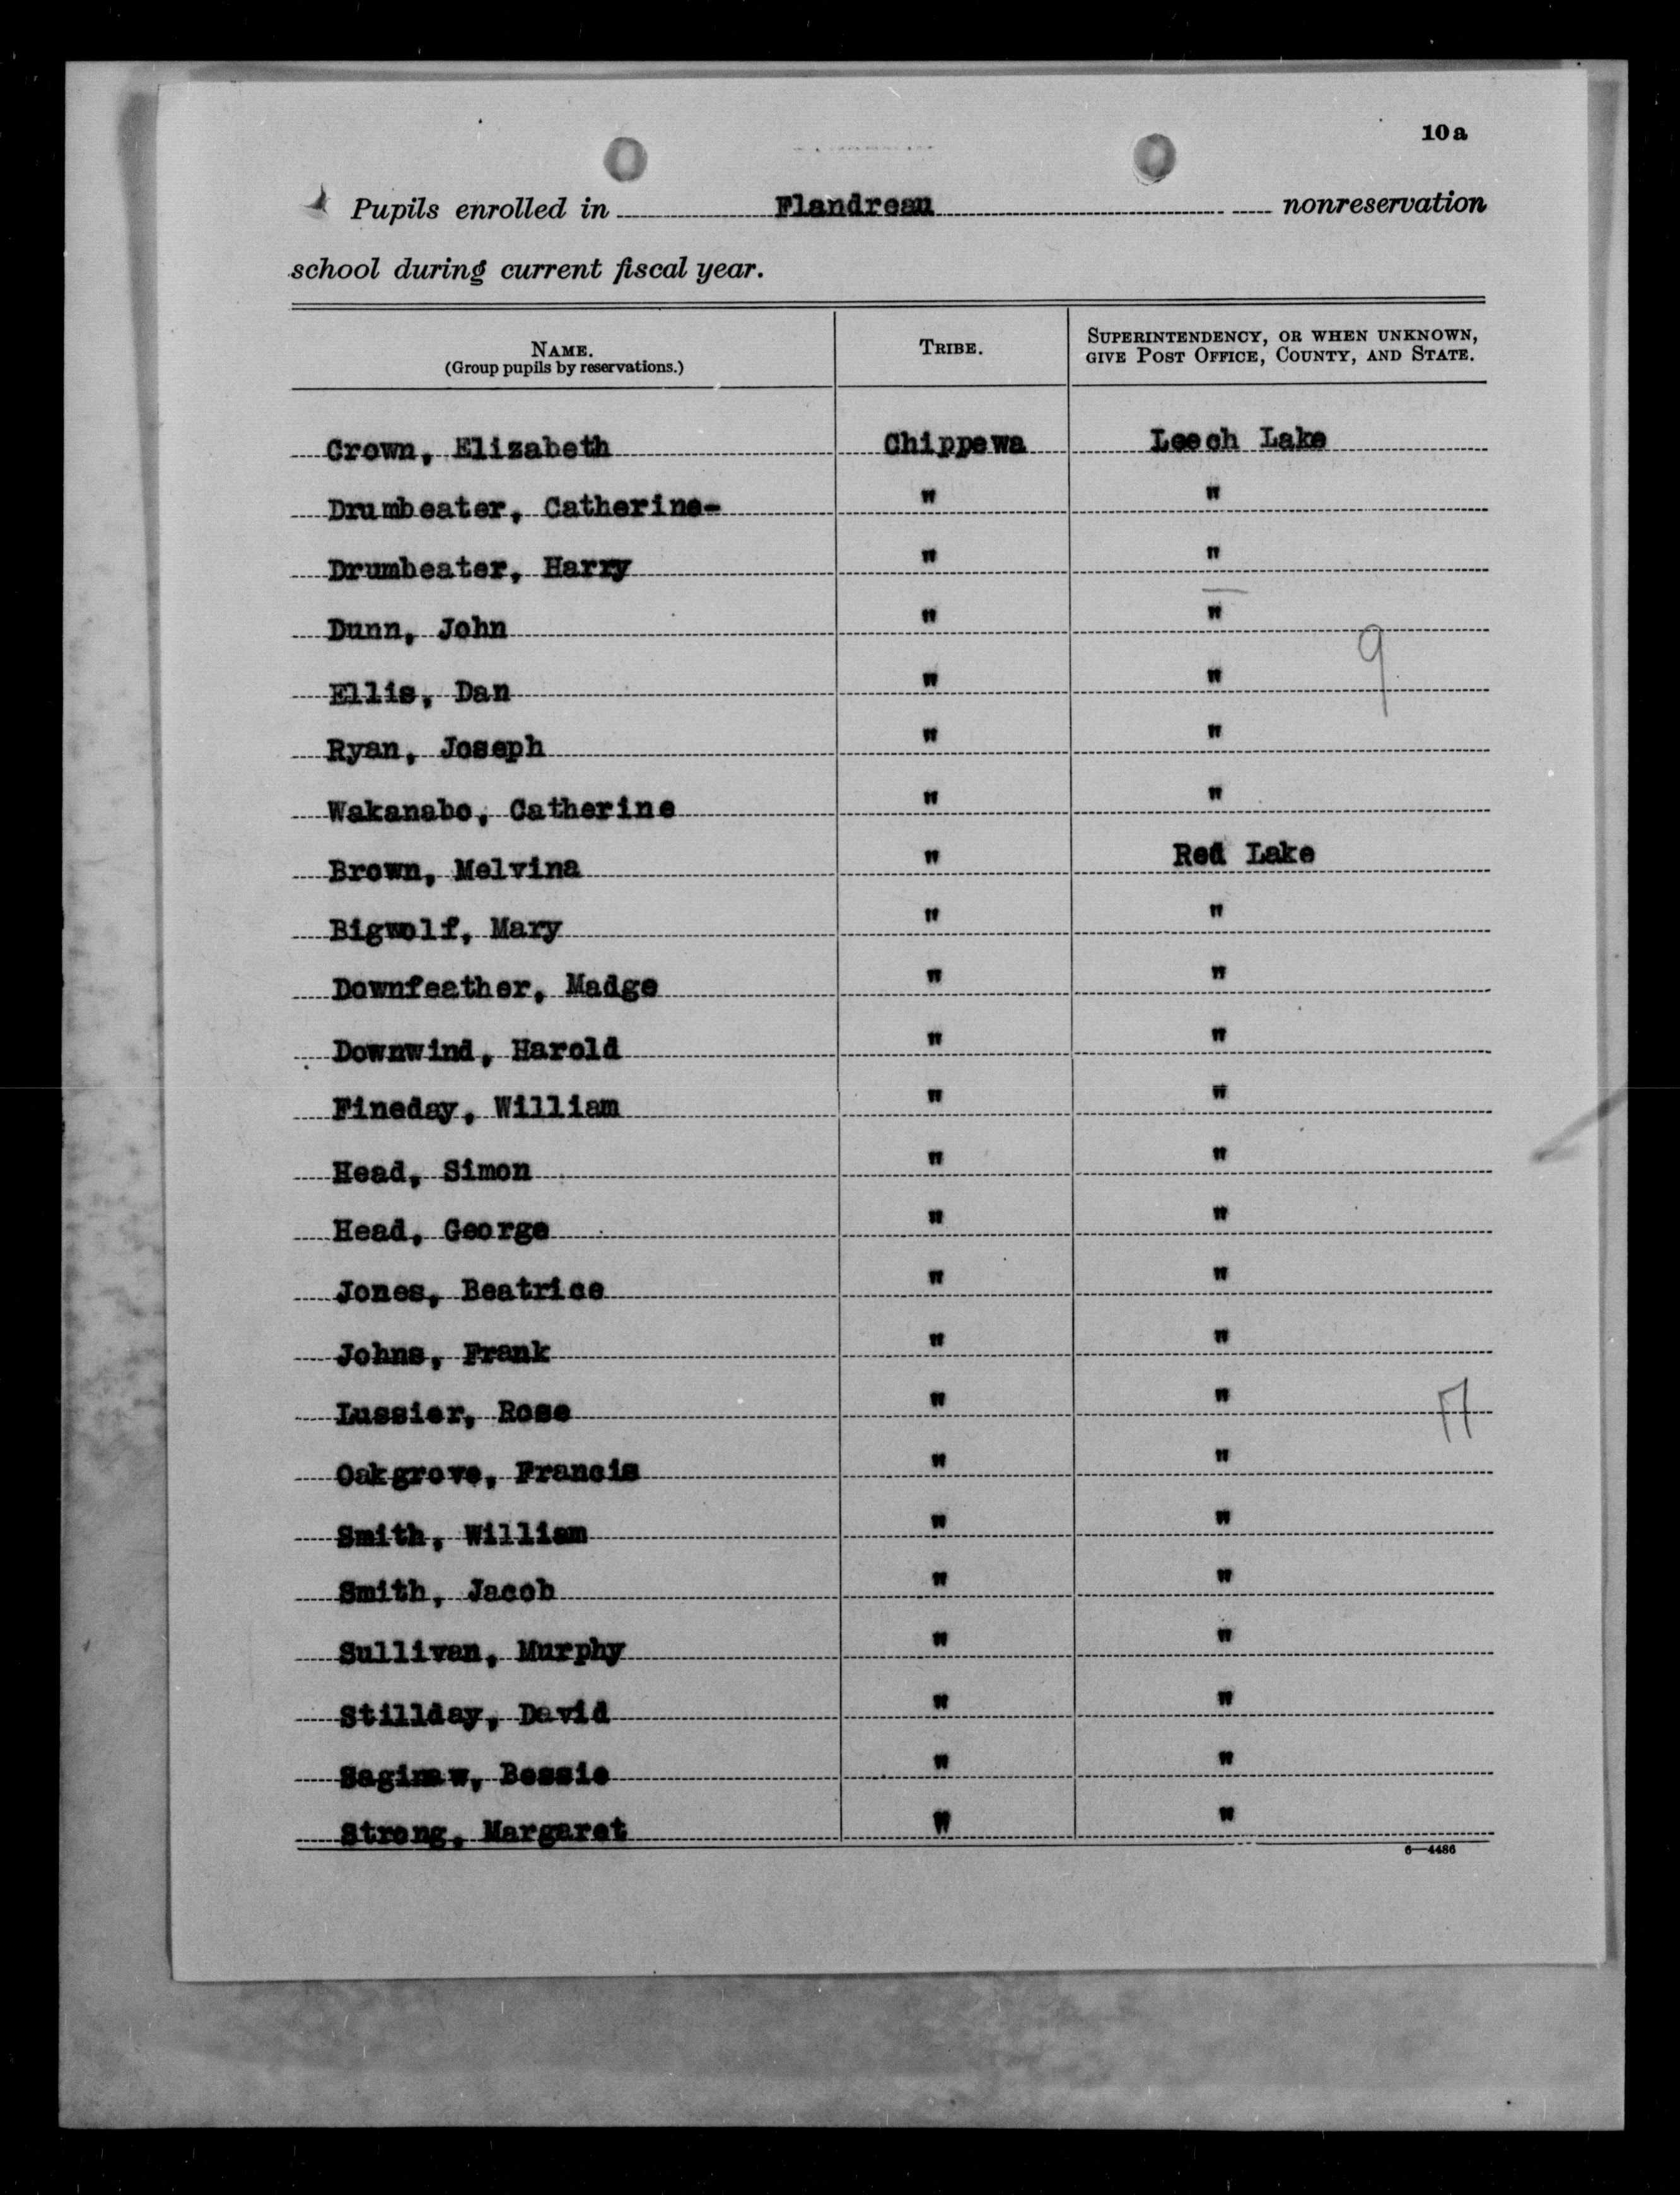 10a
Pupils enrolled in Flandreau nonreservation
school during current fiscal year.
NAME. TRIBE. SUPERINTENDENCY, OR WHEN UNKNOWN,
(Group pupils by reservations.) GIVE POST OFFICE, COUNTY, AND STATE.
Crown, Elizabeth Chippewa Leech Lake
Drumbeater, Catherine- " "
Drumbeater, Harry " "
Dunn, John " "
9
Ellis, Dan " "
Ryan, Joseph " "
Wakanabo, Catherine " "
Brown, Melvina " Red Lake
Bigwolf, Mary " "
Downfeather, Madge " "
Downwind, Harold " "
Fineday, William " "
Head, Simon " "
Head, George " "
Jones, Beatrice " "
Johns, Frank " "
Lussier, Rose " " 17
Oakgrove, Francis " "
Smith, William " "
Smith, Jacob " "
Sullivan, Murphy " "
Stillday, David " "
Saginaw, Bessie " "
Strong, Margaret " "
6—4486